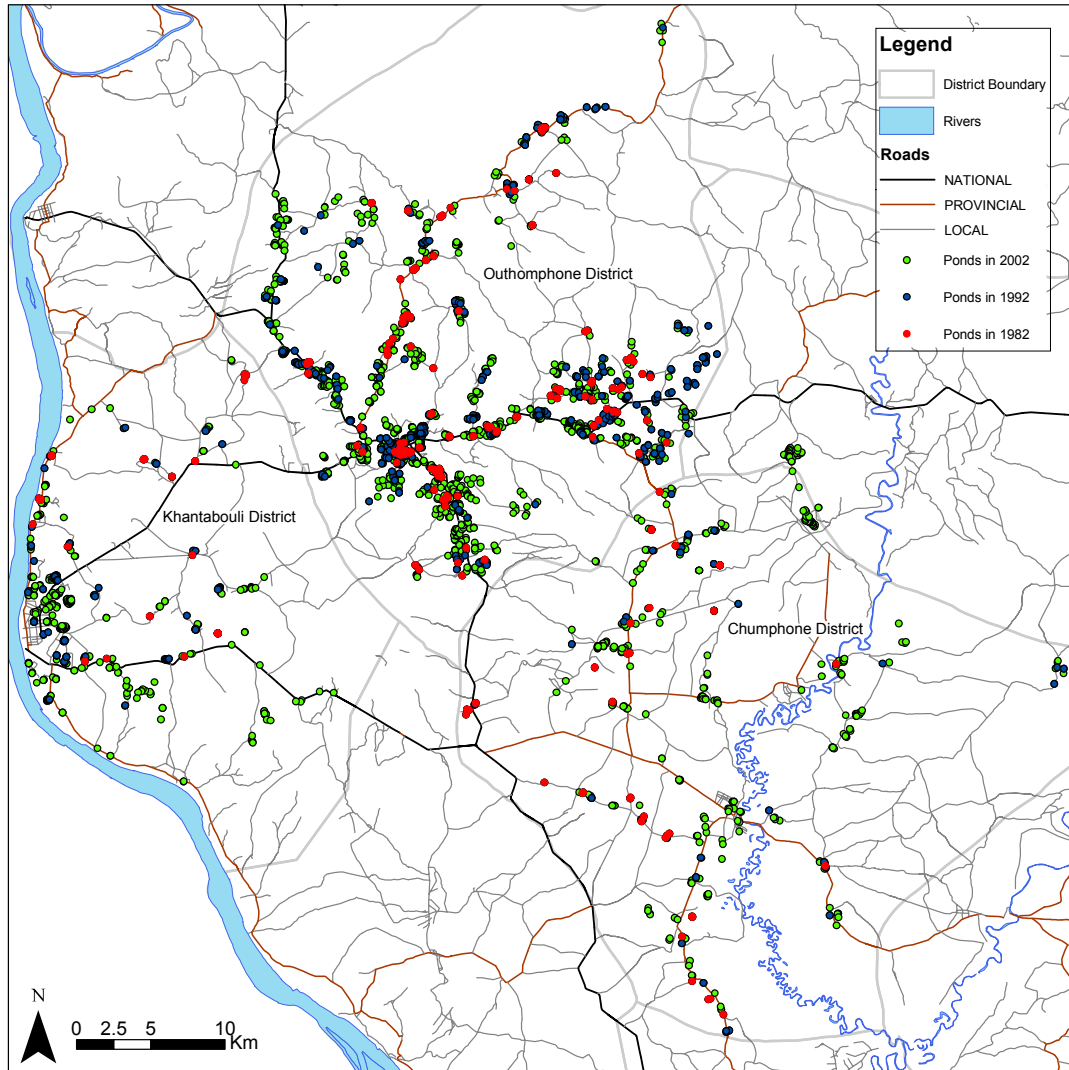 Legend
District Boundary
Rivers
Roads
NATIONAL
PROVINCIAL
LOCAL
Ponds in 2002
Ponds in 1992
Ponds in 1982
Outhomphone District
Khantabouli District
Chumphone District
N
0 2.5 5 10
Km